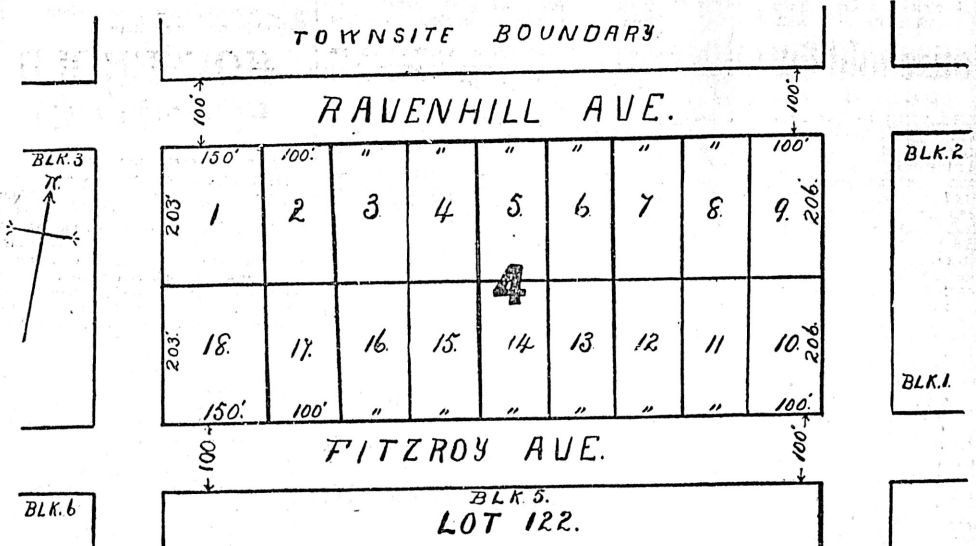 TOWNSITE BOUNDARY
100' RAVENHILL AVE. 100'
BLK.3 150' 100' " " " " " " 100' BLK.2
N.
203' 1 2 3. 4 5. 6. 7 8. 9. 206'
4
203' 18. 17. 16. 15. 14 13. 12 11 10. 206'
BLK.1.
150' 100' " " " " " " 100'
100 FITZROY AVE. 100'
BLK.6 BLK 5.
LOT 122.